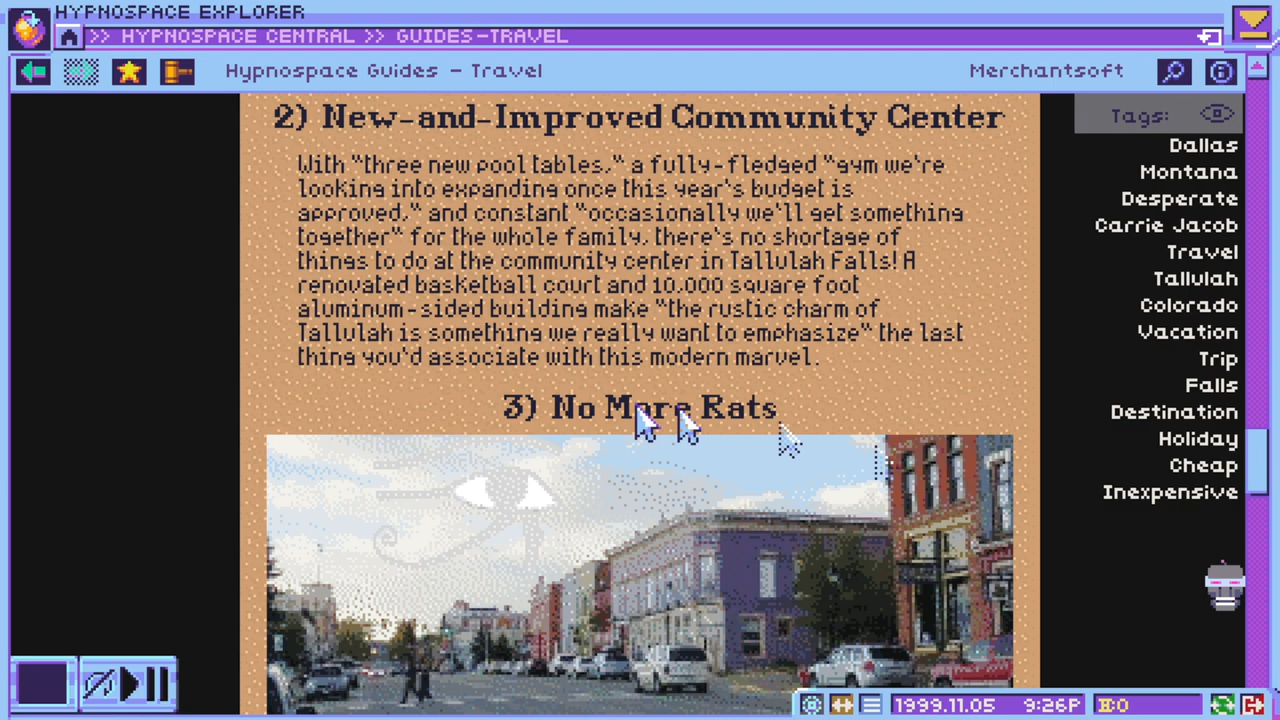 HYPNOSPACE EXPLORER
>> HYPNOSPACE CENTRAL >> GUIDES-TRAVEL
Hypnospace Guides - Travel
Merchantsoft
2) New-and-Improved Community Center
With "three new pool tables," a fully-fledged "gym we're
looking into expanding once this year's budget is
approved," and constant "occasionally we'll get something
together" for the whole family, there's no shortage of
things to do at the community center in Tallulah Falls! A
renovated basketball court and 10,000 square foot
aluminum-sided building make "the rustic charm of
Tallulah is something we really want to emphasize" the last
thing you'd associate with this modern marvel.
3) No More Rats
Tags:
Dallas
Montana
Desperate
Carrie Jacob
Travel
Tallulah
Colorado
Vacation
Trip
Falls
Destination
Holiday
Cheap
Inexpensive
1999.11.05 9:26P
0